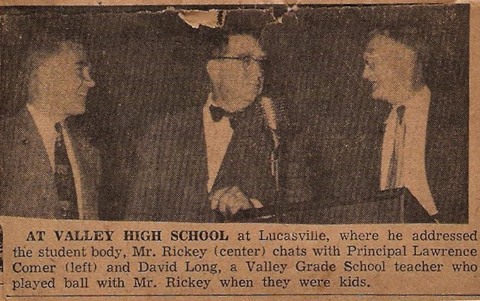 AT VALLEY HIGH SCHOOL at Lucasville, where he addressed
the student body, Mr. Rickey (center) chats with Principal Lawrence
Comer (left) and David Long, a Valley Grade School teacher who
played ball with Mr. Rickey when they were kids.